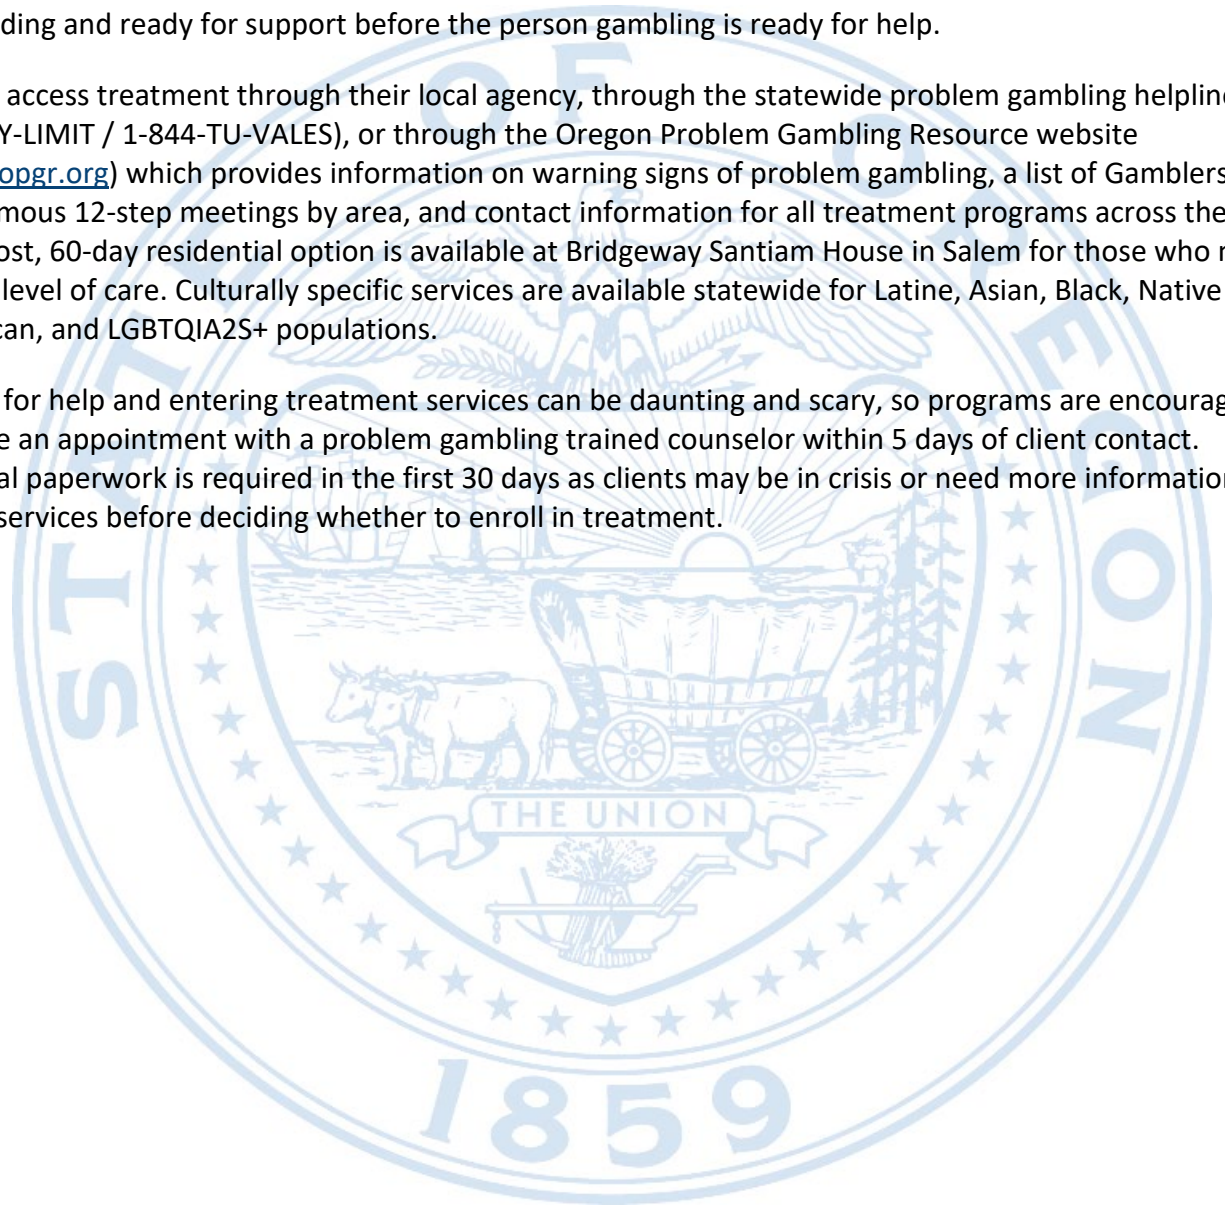 ding and ready for support before the person gambling is ready for help.
access treatment through their local agency, through the statewide problem gambling helpline
Y-LIMIT / 1-844-TU-VALES), or through the Oregon Problem Gambling Resource website
opgr.org) which provides information on warning signs of problem gambling, a list of Gamblers
mous 12-step meetings by area, and contact information for all treatment programs across the
ost, 60-day residential option is available at Bridgeway Santiam House in Salem for those who
level of care. Culturally specific services are available statewide for Latine, Asian, Black, Native
can, and LGBTQIA2S+ populations.
for help and entering treatment services can be daunting and scary, so programs are encourag
e an appointment with a problem gambling trained counselor within 5 days of client contact.
al paperwork is required in the first 30 days as clients may be in crisis or need more information
services before deciding whether to enroll in treatment.
STATE OF OREGON
THE UNION
1859